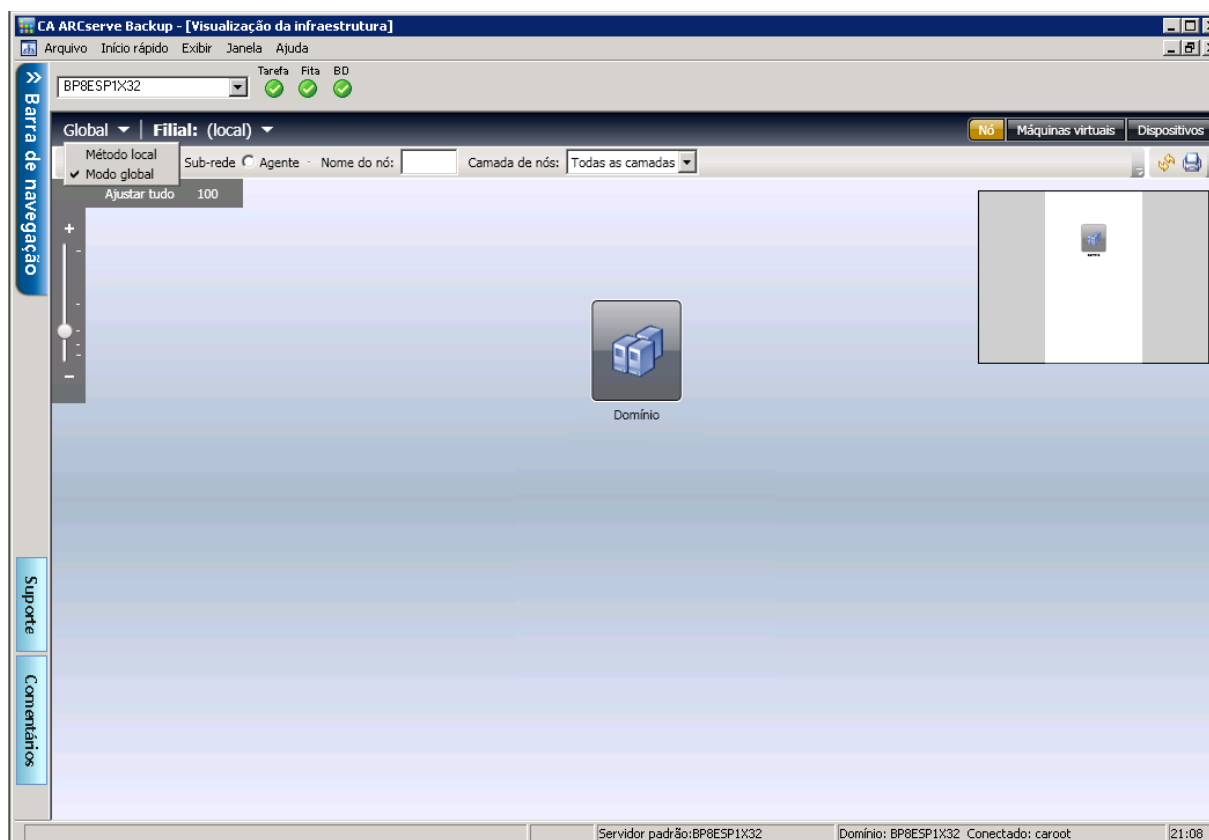 CA ARCserve Backup - [Visualização da infraestrutura]
Arquivo Início rápido Exibir Janela Ajuda
Tarefa Fita BD
BP8ESP1X32
Global | Filial: (local) Nó Máquinas virtuais Dispositivos
Método local
Modo global
Sub-rede Agente · Nome do nó: Camada de nós: Todas as camadas
Ajustar tudo 100
Barra de navegação
Domínio
Suporte
Comentários
Servidor padrão:BP8ESP1X32 Domínio: BP8ESP1X32 Conectado: caroot 21:08